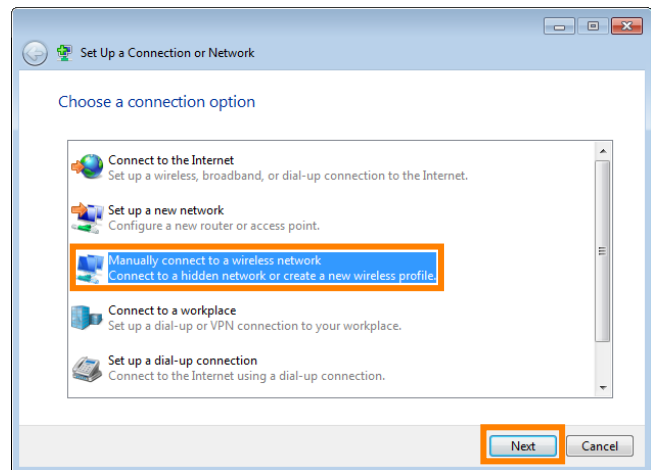 Set Up a Connection or Network
Choose a connection option
Connect to the Internet
Set up a wireless, broadband, or dial-up connection to the Internet.
Set up a new network
Configure a new router or access point.
Manually connect to a wireless network
Connect to a hidden network or create a new wireless profile.
Connect to a workplace
Set up a dial-up or VPN connection to your workplace.
Set up a dial-up connection
Connect to the Internet using a dial-up connection.
Next Cancel